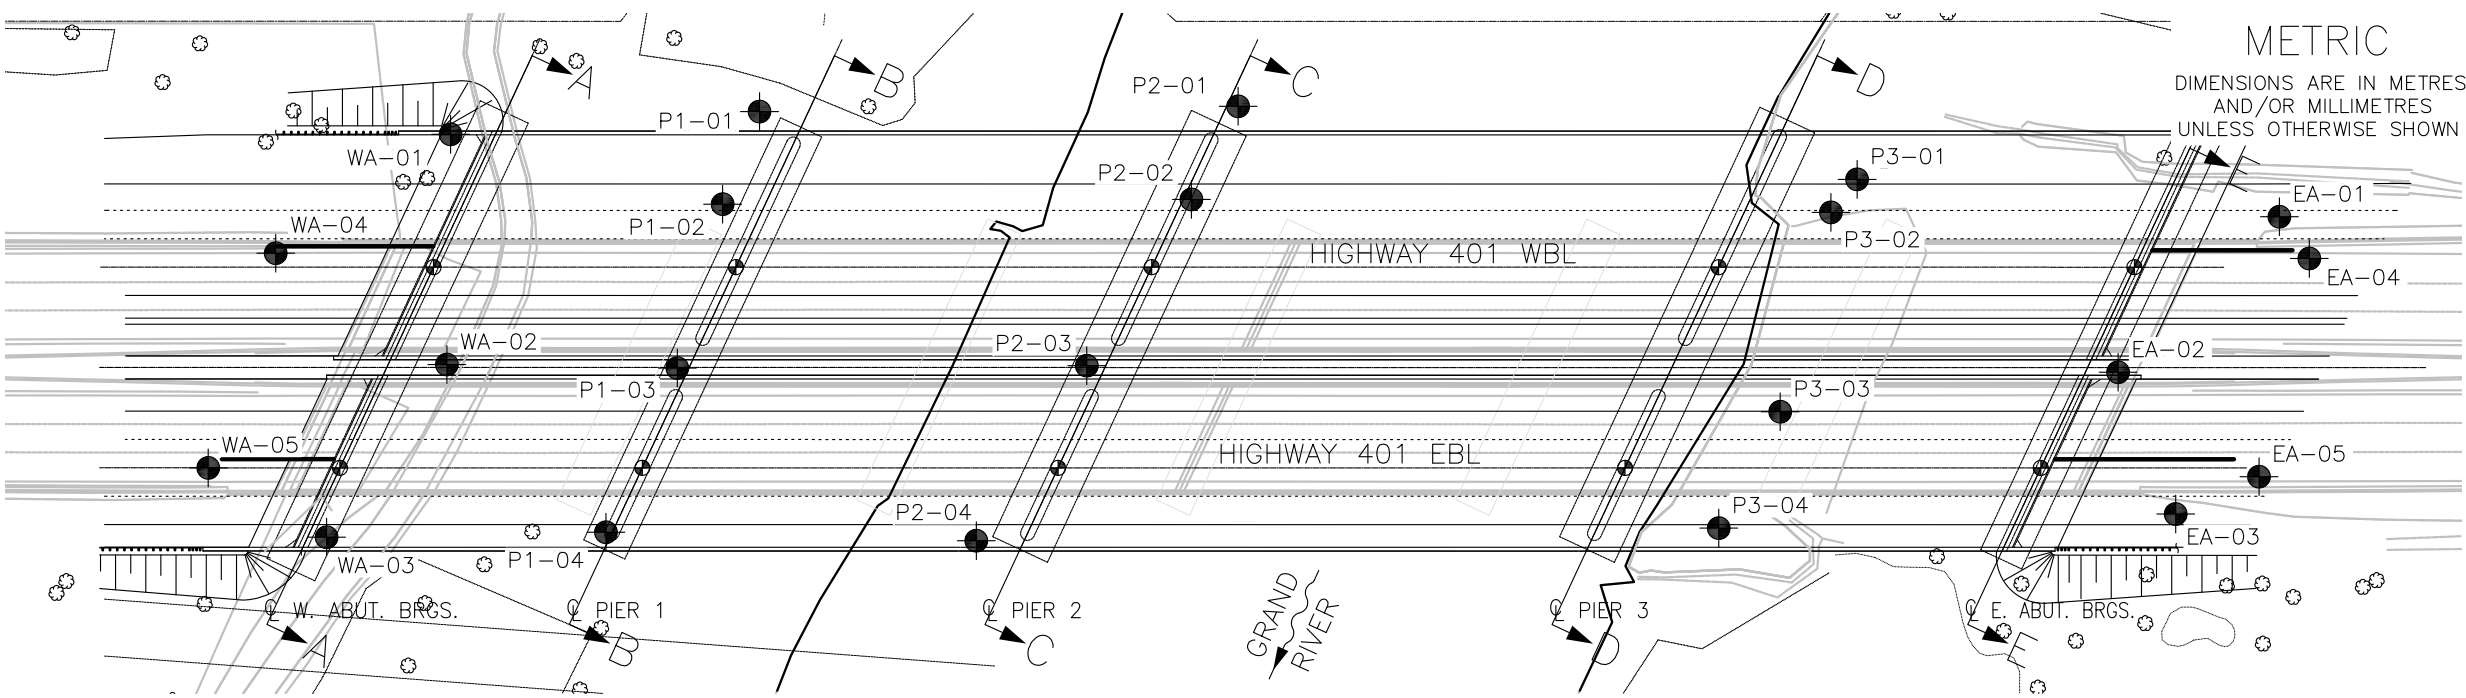 METRIC
DIMENSIONS ARE IN METRES
AND/OR MILLIMETRES
UNLESS OTHERWISE SHOWN
A
B
C
D
F
P1-01
P2-01
WA-01
P2-02
P3-01
EA-01
WA-04
P1-02
P3-02
HIGHWAY 401 WBL
EA-04
WA-02
P2-03
EA-02
P1-03
P3-03
WA-05
HIGHWAY 401 EBL
EA-05
P2-04
P3-04
EA-03
WA-03
P1-04
℄ W. ABUT. BRGS.
℄ PIER 1
℄ PIER 2
GRAND
RIVER
℄ PIER 3
℄ E. ABUT. BRGS.
A
B
C
D
F